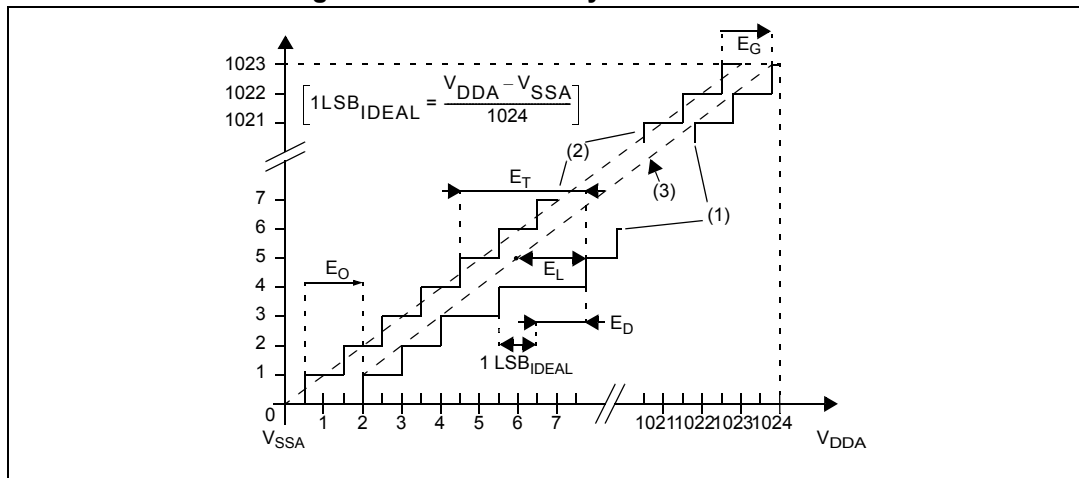 E_G
1023
1022
1021
[1LSB_IDEAL = (V_DDA − V_SSA) / 1024]
(2)
(3)
(1)
E_T
7
6
5
4
3
2
1
0
E_O
E_L
E_D
1 LSB_IDEAL
1 2 3 4 5 6 7 1021 1022 1023 1024
V_SSA
V_DDA